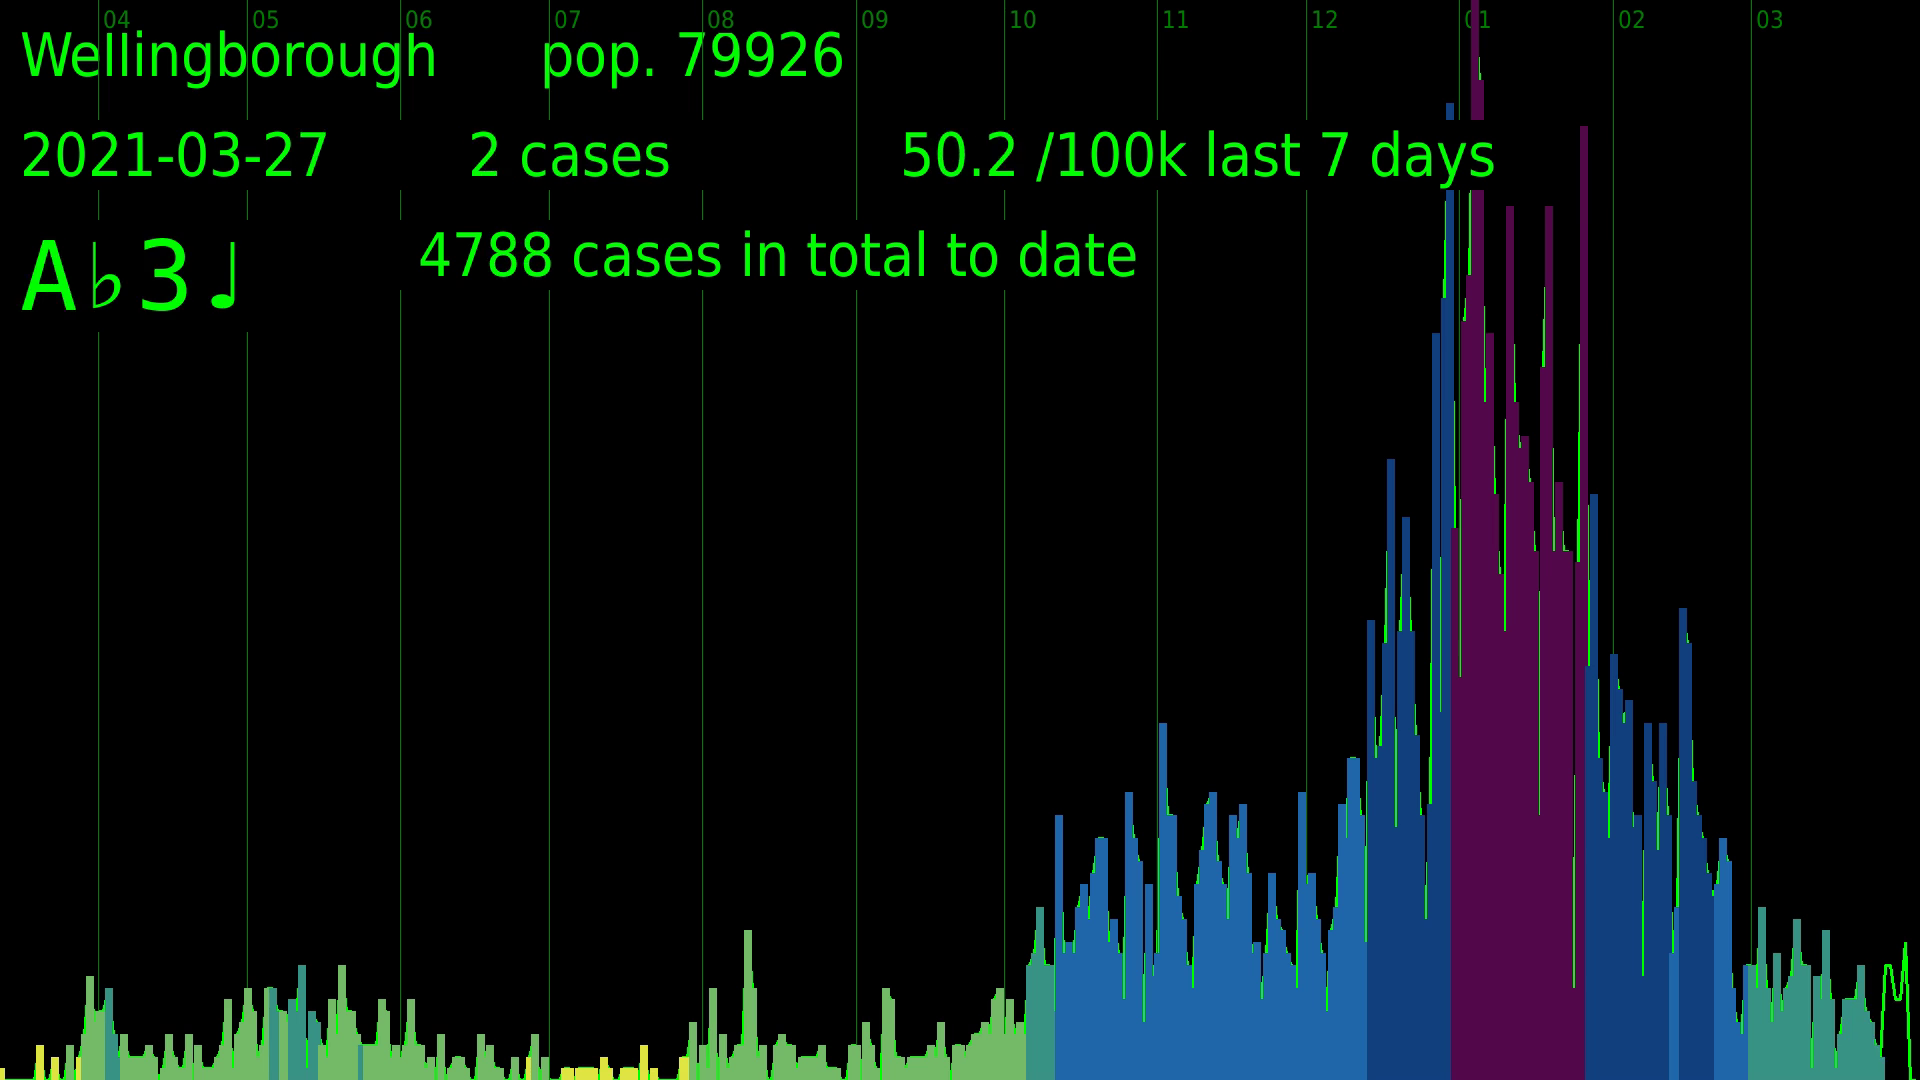 04 05 06 07 08 09 10 11 12 01 02 03
Wellingborough pop. 79926
2021-03-27 2 cases 50.2 /100k last 7 days
A♭3♩ 4788 cases in total to date